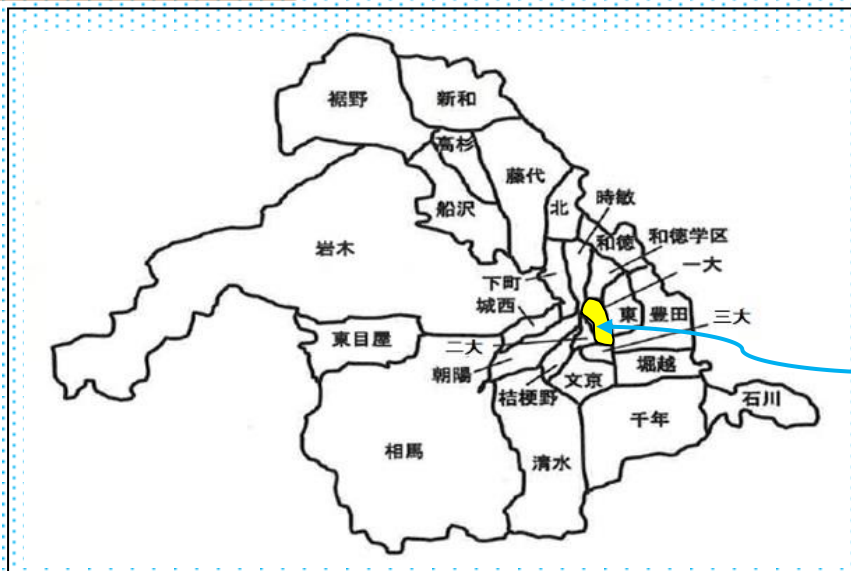 裾野
新和
高杉
藤代
船沢
北
時敏
和徳
和徳学区
岩木
下町
一大
城西
東
豊田
三大
東目屋
二大
朝陽
堀越
文京
桔梗野
石川
千年
相馬
清水